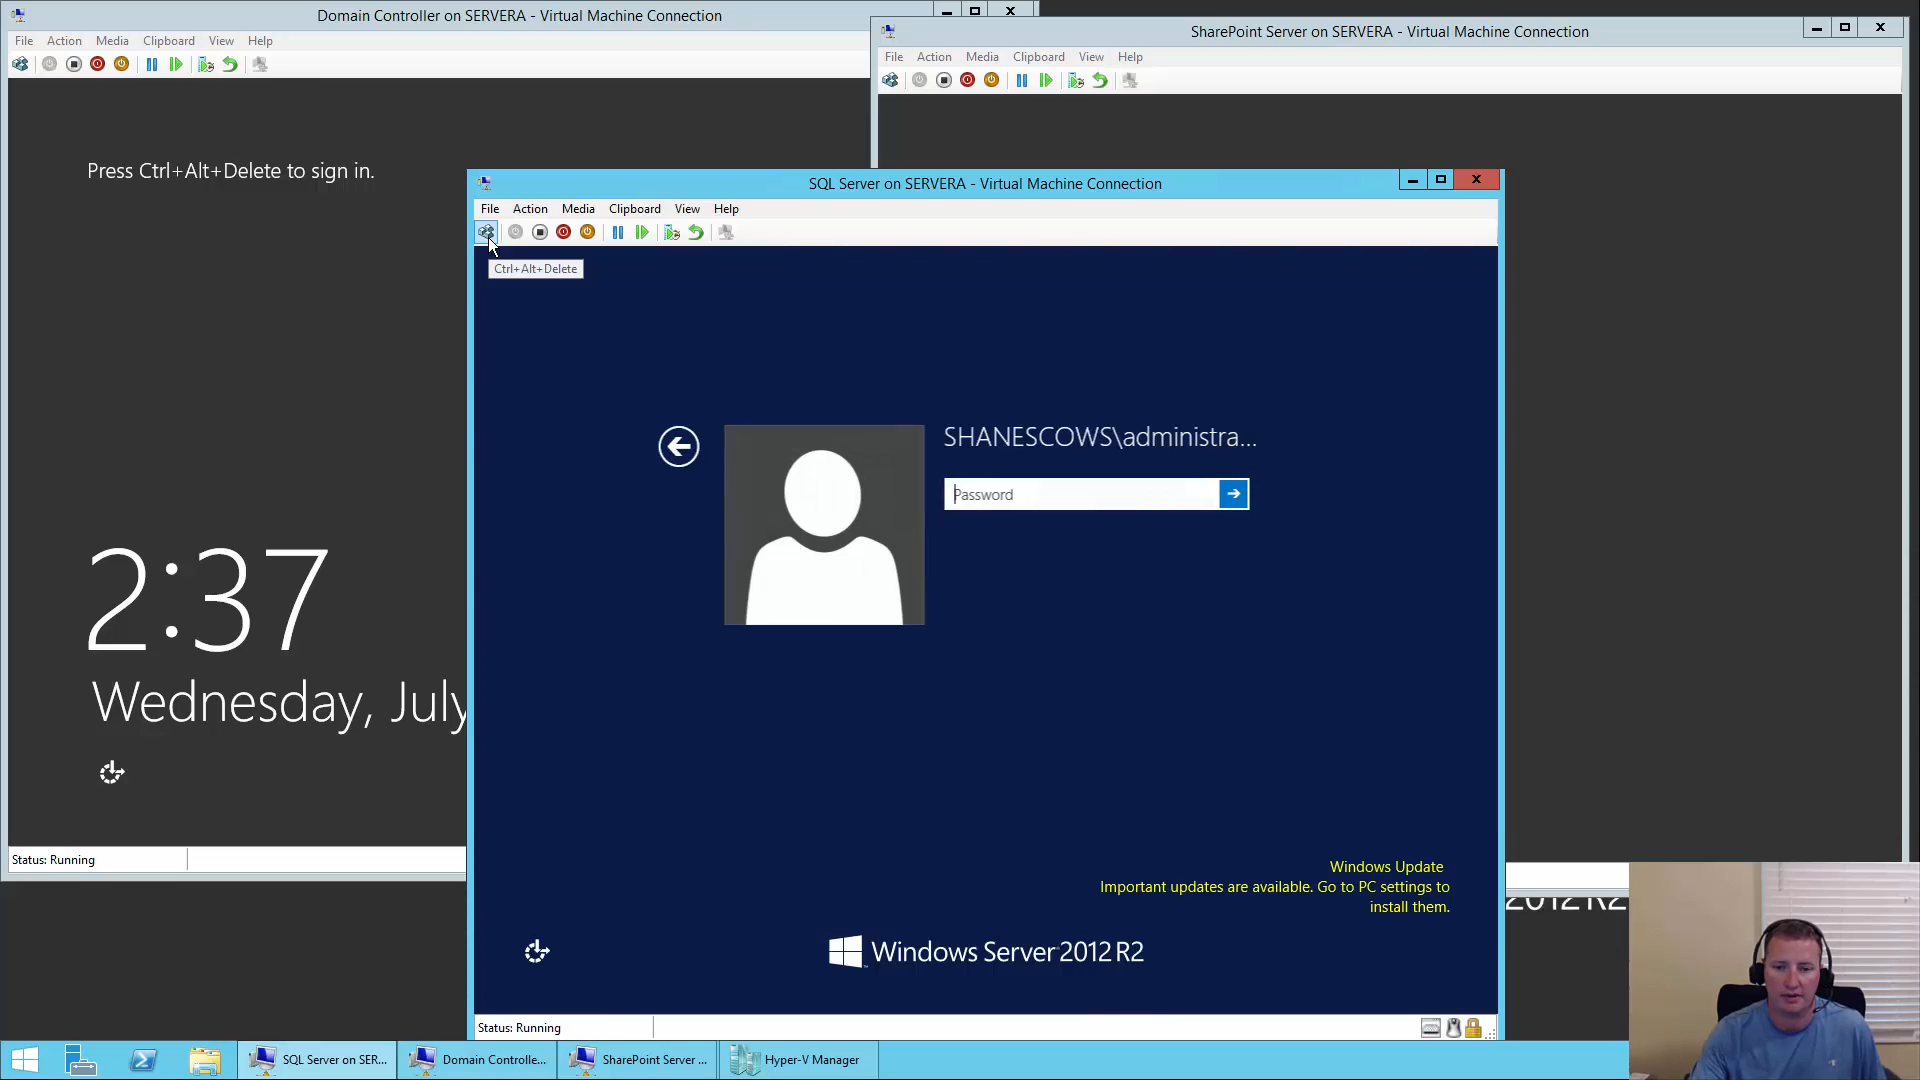 Domain Controller on SERVERA - Virtual Machine Connection
File Action Media Clipboard View Help
SharePoint Server on SERVERA - Virtual Machine Connection
File Action Media Clipboard View Help
Press Ctrl+Alt+Delete to sign in.
SQL Server on SERVERA - Virtual Machine Connection
File Action Media Clipboard View Help
Ctrl+Alt+Delete
SHANESCOWS\administra...
Password
2:37
Wednesday, July
Status: Running
Windows Update
Important updates are available. Go to PC settings to
install them.
2012 R2
Windows Server 2012 R2
Status: Running
SQL Server on SER...
Domain Controlle...
SharePoint Server ...
Hyper-V Manager